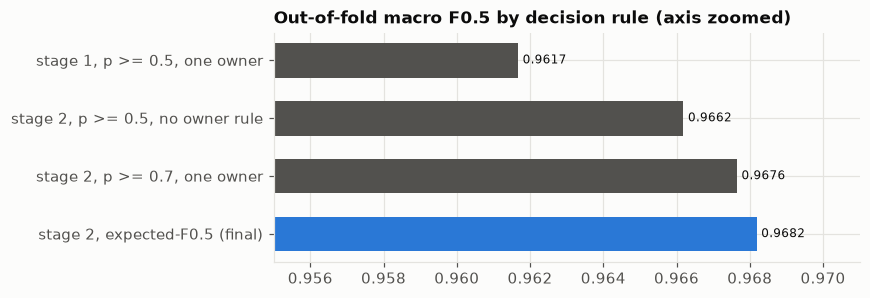 Out-of-fold macro F0.5 by decision rule (axis zoomed)
stage 1, p >= 0.5, one owner
0.9617
stage 2, p >= 0.5, no owner rule
0.9662
stage 2, p >= 0.7, one owner
0.9676
stage 2, expected-F0.5 (final)
0.9682
0.956 0.958 0.960 0.962 0.964 0.966 0.968 0.970